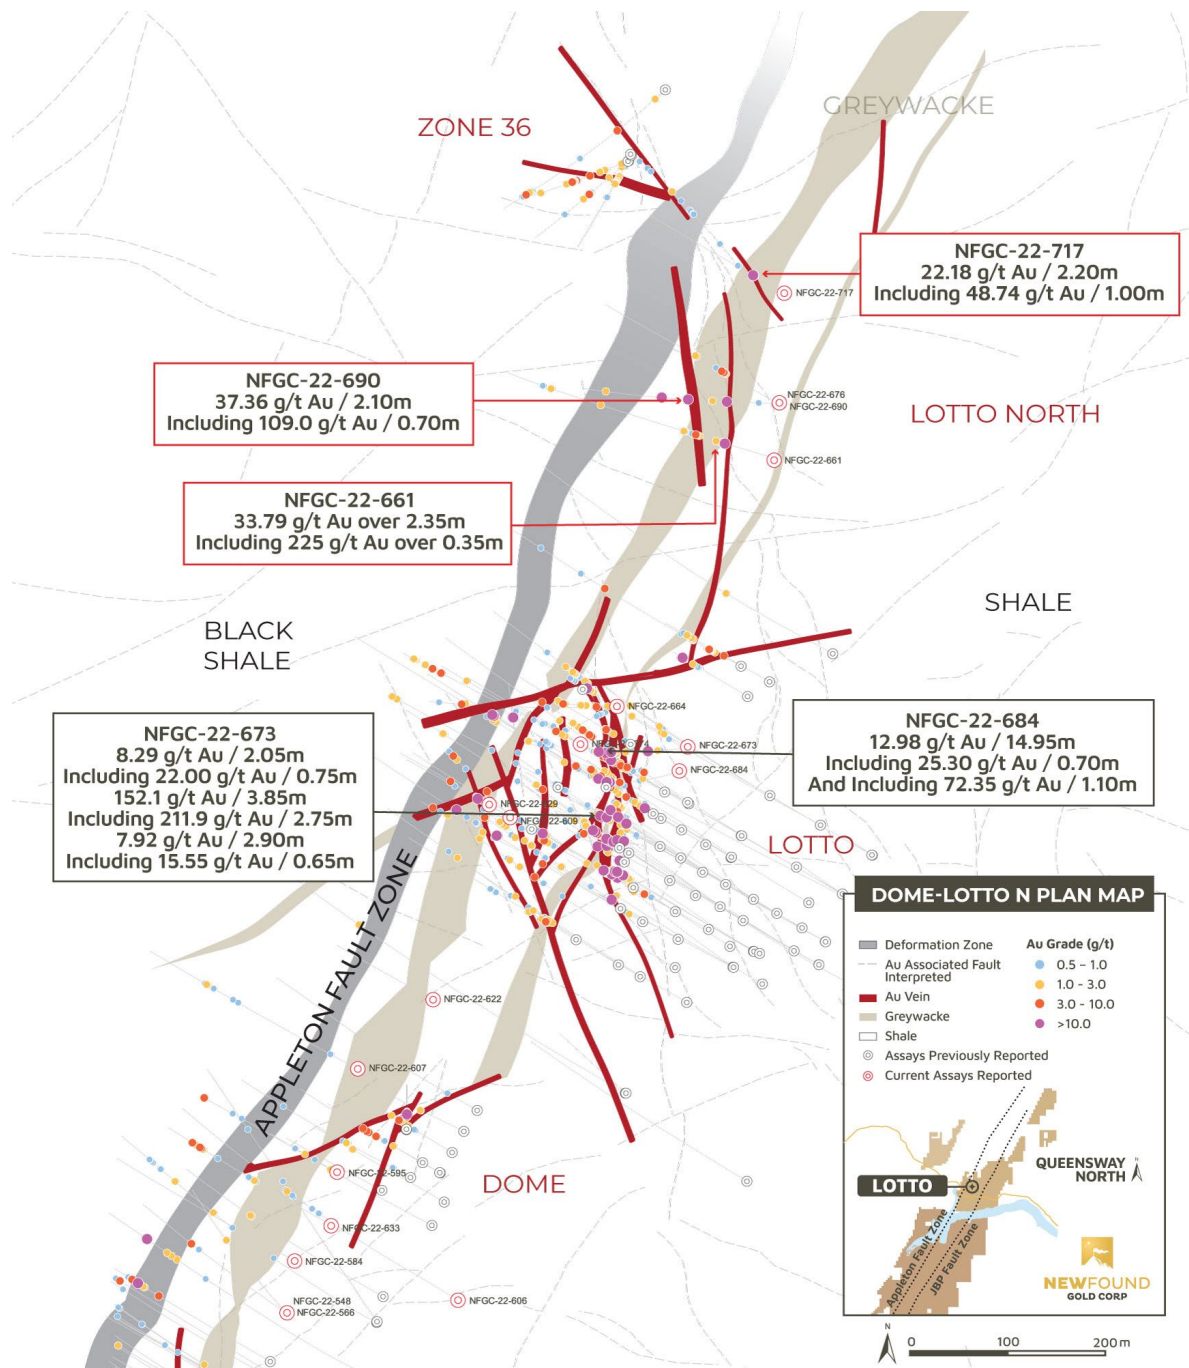 GREYWACKE
ZONE 36
NFGC-22-717
22.18 g/t Au / 2.20m
Including 48.74 g/t Au / 1.00m
NFGC-22-717
NFGC-22-690
37.36 g/t Au / 2.10m
Including 109.0 g/t Au / 0.70m
NFGC-22-676
NFGC-22-690
LOTTO NORTH
NFGC-22-661
NFGC-22-661
33.79 g/t Au over 2.35m
Including 225 g/t Au over 0.35m
SHALE
BLACK
SHALE
NFGC-22-664
NFGC-22-673
8.29 g/t Au / 2.05m
Including 22.00 g/t Au / 0.75m
152.1 g/t Au / 3.85m
Including 211.9 g/t Au / 2.75m
7.92 g/t Au / 2.90m
Including 15.55 g/t Au / 0.65m
NFGC-22-684
12.98 g/t Au / 14.95m
Including 25.30 g/t Au / 0.70m
And Including 72.35 g/t Au / 1.10m
NFGC-22-673
NFGC-22-684
NFGC-22-609
LOTTO
APPLETON FAULT ZONE
NFGC-22-622
NFGC-22-607
NFGC-22-595
DOME
NFGC-22-633
NFGC-22-584
NFGC-22-548
NFGC-22-566
NFGC-22-606
DOME-LOTTO N PLAN MAP
Deformation Zone
Au Associated Fault
Interpreted
Au Vein
Greywacke
Shale
Assays Previously Reported
Current Assays Reported
Au Grade (g/t)
0.5 – 1.0
1.0 - 3.0
3.0 - 10.0
>10.0
QUEENSWAY
NORTH
N
LOTTO
Appleton Fault Zone
JBP Fault Zone
NEWFOUND
GOLD CORP
N
0 100 200 m